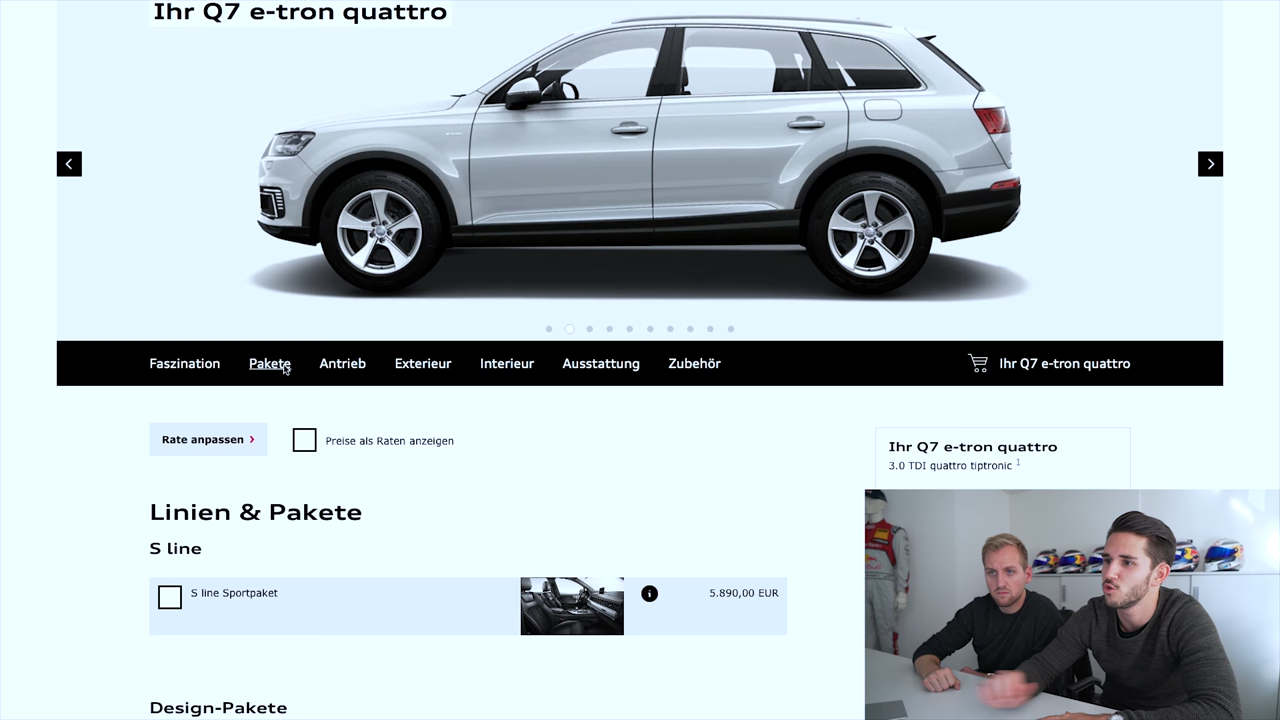 Ihr Q7 e-tron quattro
Faszination Pakete Antrieb Exterieur Interieur Ausstattung Zubehör Ihr Q7 e-tron quattro
Rate anpassen
Preise als Raten anzeigen
Ihr Q7 e-tron quattro
3.0 TDI quattro tiptronic 1
Linien & Pakete
S line
S line Sportpaket
5.890,00 EUR
Design-Pakete